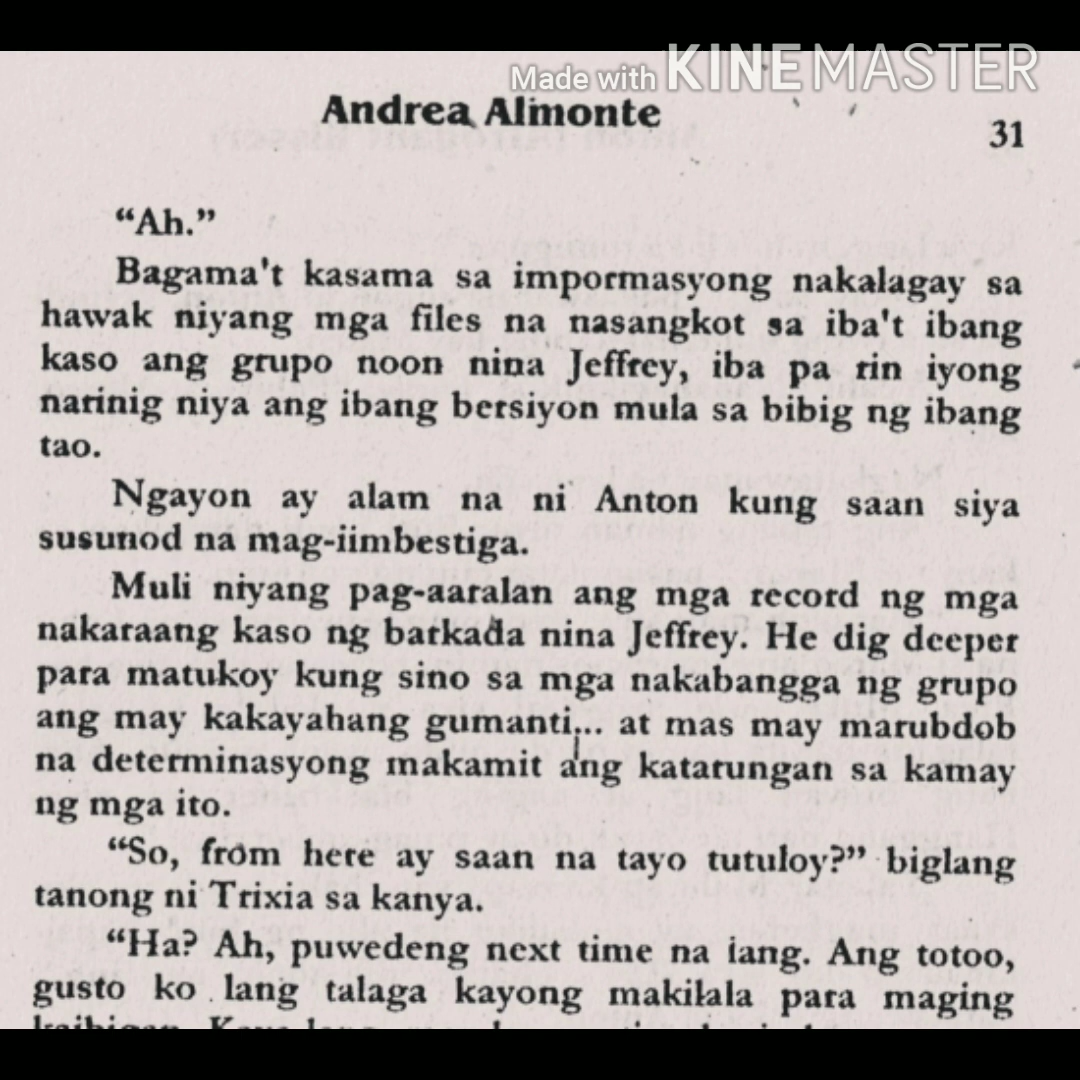 Made with KINEMASTER
Andrea Alimonte
31
“Ah.”
Bagama't kasama sa impormasyong nakalagay sa
hawak niyang mga files na nasangkot sa iba't ibang
kaso ang grupo noon nina Jeffrey, iba pa rin iyong
narinig niya ang ibang bersiyon mula sa bibig ng ibang
tao.
Ngayon ay alam na ni Anton kung saan siya
susunod na mag-iimbestiga.
Muli niyang pag-aaralan ang mga record ng mga
nakaraang kaso ng barkada nina Jeffrey. He dig deeper
para matukoy kung sino sa mga nakabangga ng grupo
ang may kakayahang gumanti... at mas may marubdob
na determinasyong makamit ang katarungan sa kamay
ng mga ito.
“So, from here ay saan na tayo tutuloy?” biglang
tanong ni Trixia sa kanya.
“Ha? Ah, puwedeng next time na lang. Ang totoo,
gusto ko lang talaga kayong makilala para maging